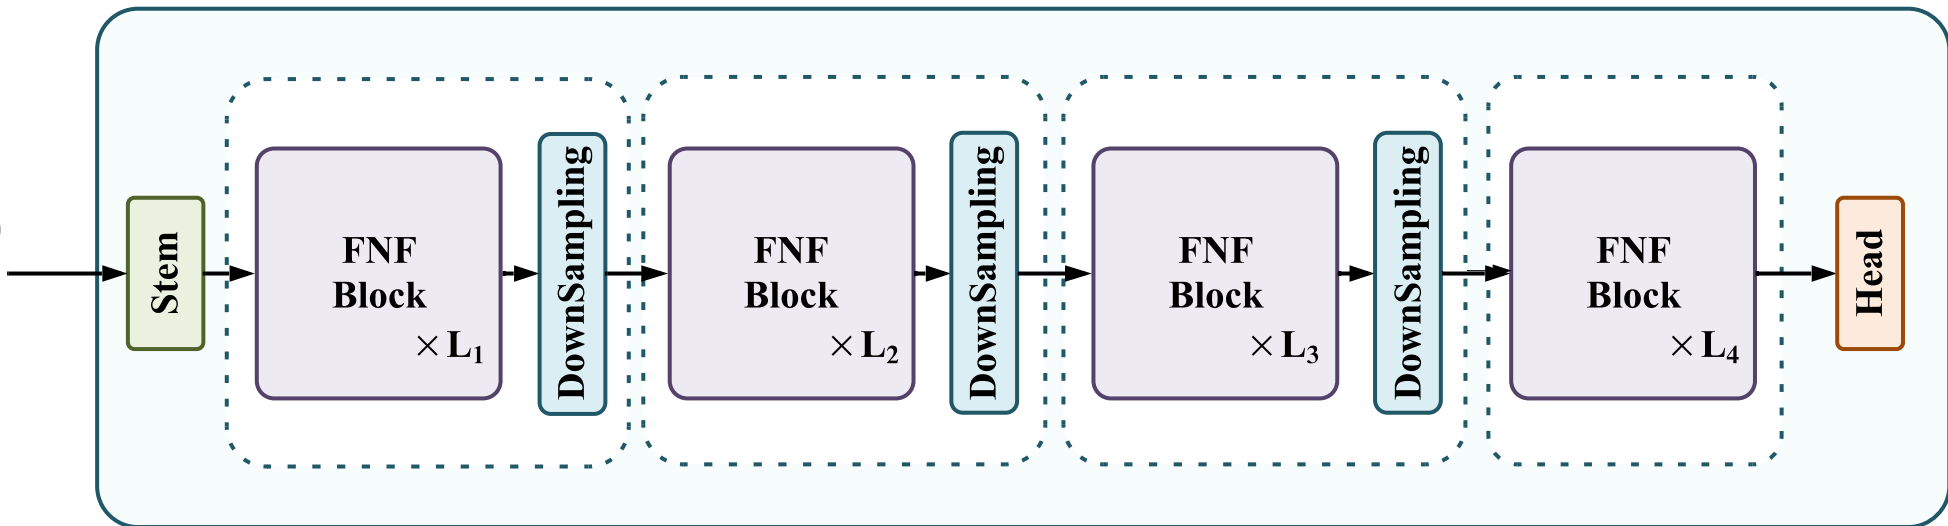 Stem
FNF
Block
× L₁
DownSampling
FNF
Block
× L₂
DownSampling
FNF
Block
× L₃
DownSampling
FNF
Block
× L₄
Head